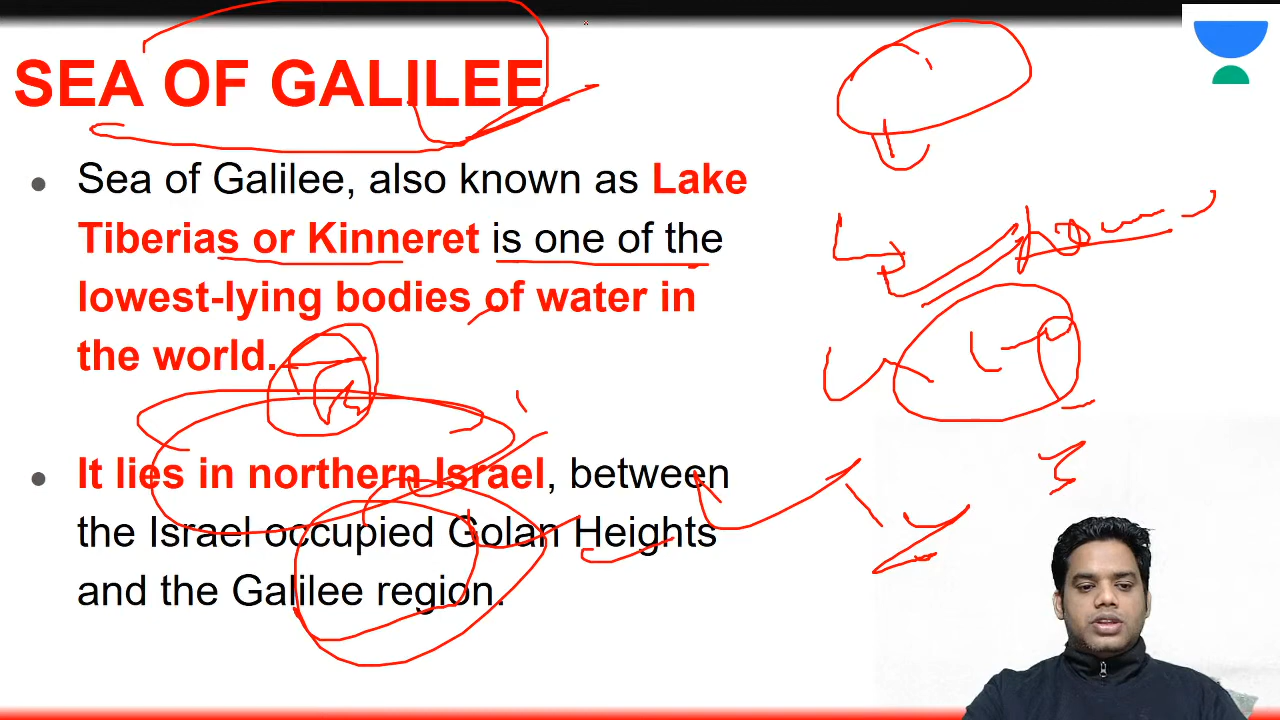 SEA OF GALILEE
Sea of Galilee, also known as Lake
Tiberias or Kinneret is one of the
lowest-lying bodies of water in
the world.
It lies in northern Israel, between
the Israel occupied Golan Heights
and the Galilee region.